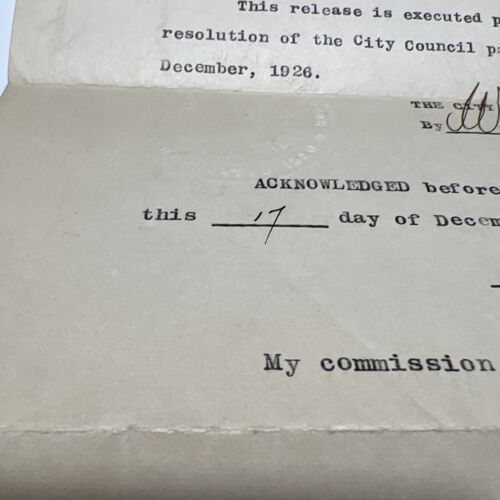 This release is executed
resolution of the City Council
December, 1926.
THE CITY
By
ACKNOWLEDGED before
this 17 day of Decem
My commission